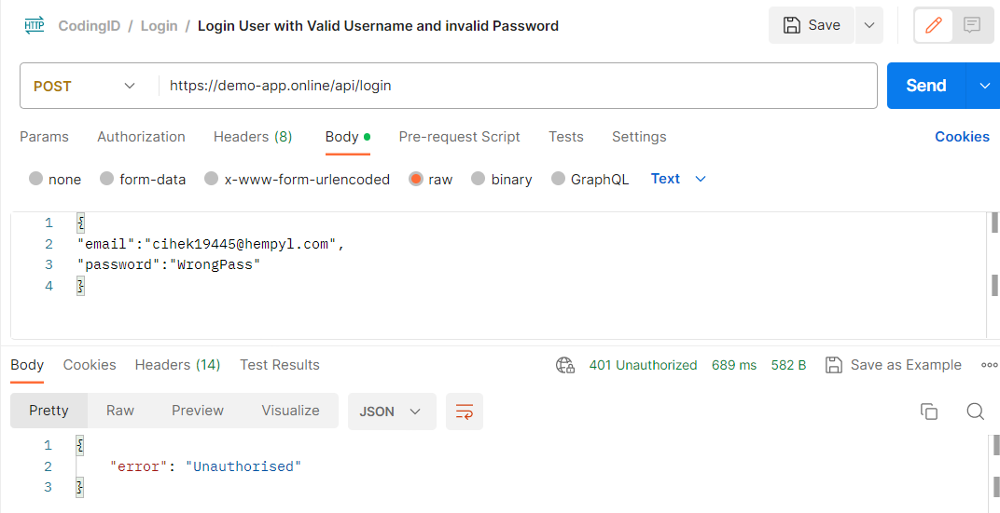 HTTP CodingID / Login / Login User with Valid Username and invalid Password Save
POST https://demo-app.online/api/login Send
Params Authorization Headers (8) Body Pre-request Script Tests Settings Cookies
none form-data x-www-form-urlencoded raw binary GraphQL Text
1 {
2 "email":"cihek19445@hempyl.com",
3 "password":"WrongPass"
4 }
Body Cookies Headers (14) Test Results 401 Unauthorized 689 ms 582 B Save as Example
Pretty Raw Preview Visualize JSON
1 {
2 "error": "Unauthorised"
3 }